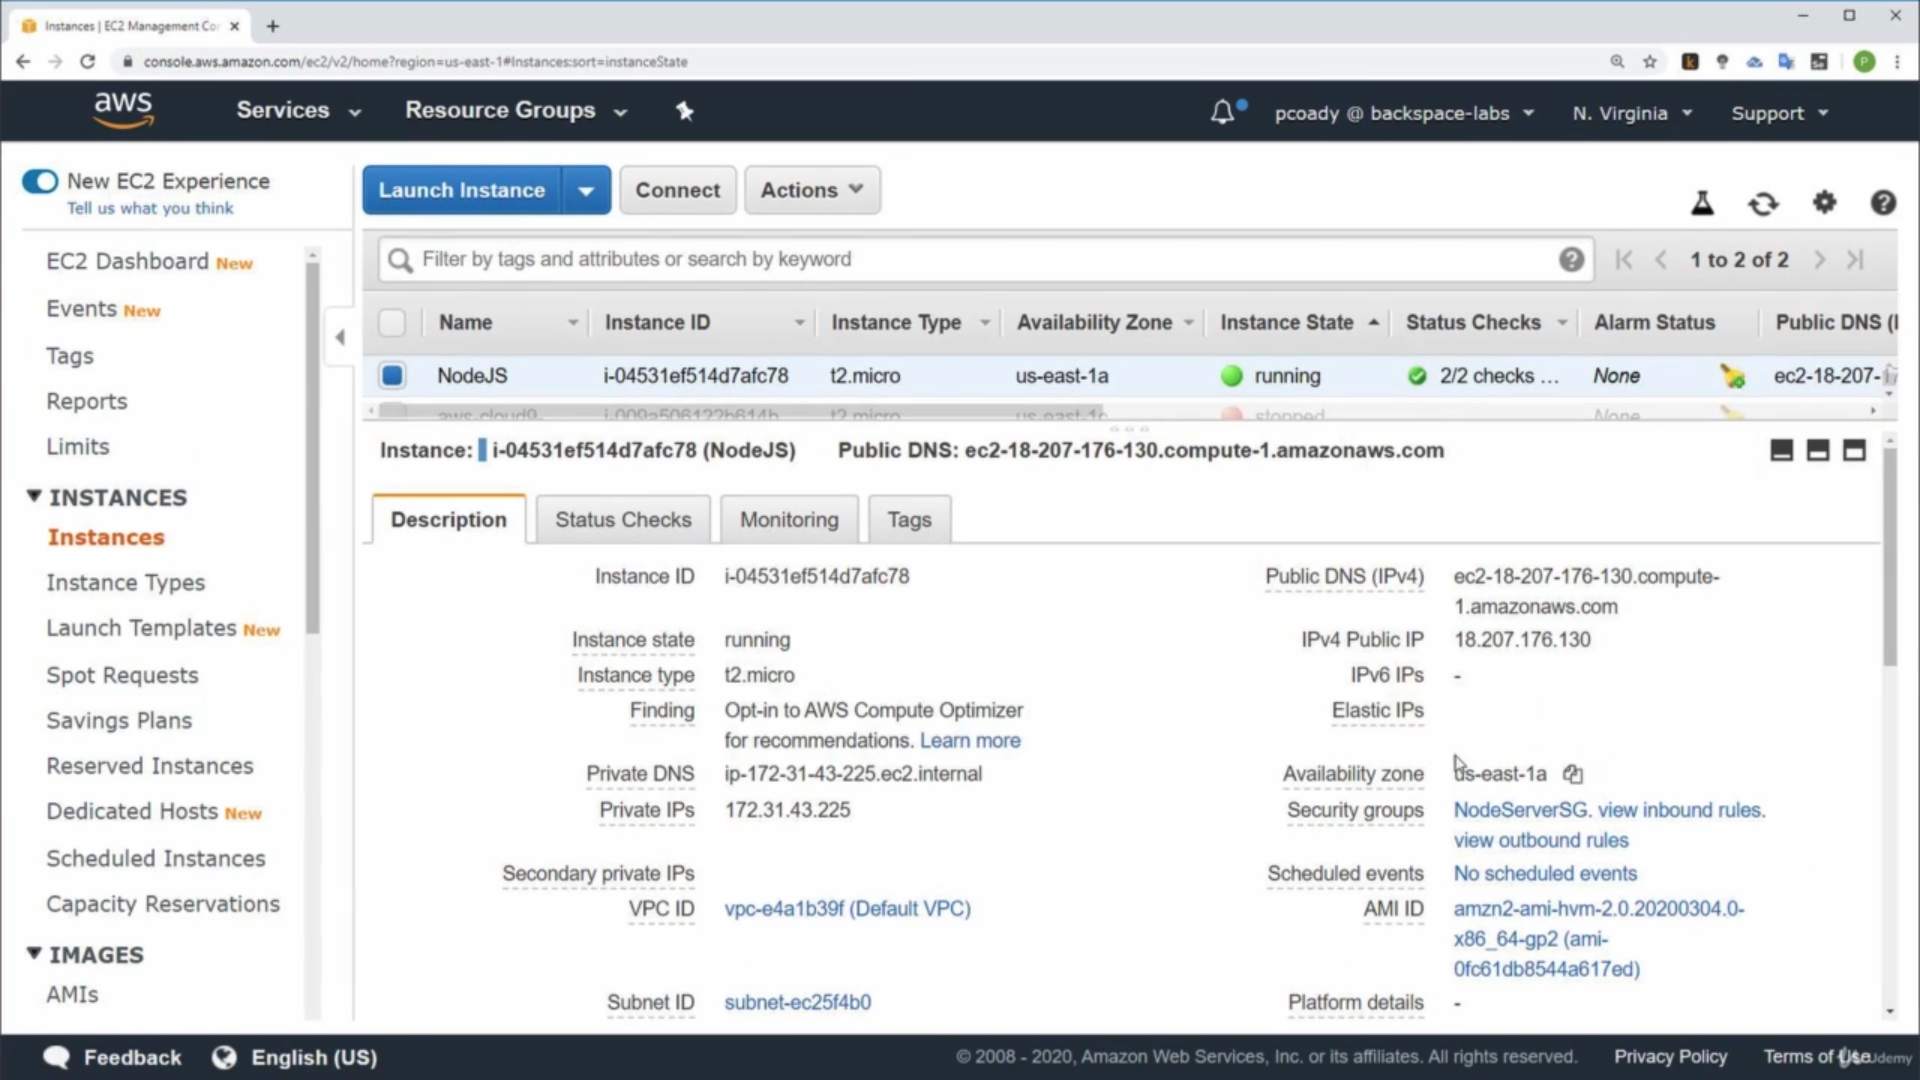 Instances | EC2 Management Co
console.aws.amazon.com/ec2/v2/home?region=us-east-1#Instances:sort=instanceState
aws Services Resource Groups pcoady @ backspace-labs N. Virginia Support
New EC2 Experience
Tell us what you think
EC2 Dashboard New
Events New
Tags
Reports
Limits
INSTANCES
Instances
Instance Types
Launch Templates New
Spot Requests
Savings Plans
Reserved Instances
Dedicated Hosts New
Scheduled Instances
Capacity Reservations
IMAGES
AMIs
Launch Instance Connect Actions
Filter by tags and attributes or search by keyword 1 to 2 of 2
Name Instance ID Instance Type Availability Zone Instance State Status Checks Alarm Status Public DNS (I
NodeJS i-04531ef514d7afc78 t2.micro us-east-1a running 2/2 checks ... None ec2-18-207-
aws-cloud9- i-009a506122b614b t2.micro us-east-1c stopped None
Instance: i-04531ef514d7afc78 (NodeJS) Public DNS: ec2-18-207-176-130.compute-1.amazonaws.com
Description Status Checks Monitoring Tags
Instance ID i-04531ef514d7afc78
Instance state running
Instance type t2.micro
Finding Opt-in to AWS Compute Optimizer
for recommendations. Learn more
Private DNS ip-172-31-43-225.ec2.internal
Private IPs 172.31.43.225
Secondary private IPs
VPC ID vpc-e4a1b39f (Default VPC)
Subnet ID subnet-ec25f4b0
Public DNS (IPv4) ec2-18-207-176-130.compute-
1.amazonaws.com
IPv4 Public IP 18.207.176.130
IPv6 IPs -
Elastic IPs
Availability zone us-east-1a
Security groups NodeServerSG. view inbound rules.
view outbound rules
Scheduled events No scheduled events
AMI ID amzn2-ami-hvm-2.0.20200304.0-
x86_64-gp2 (ami-
0fc61db8544a617ed)
Platform details -
Feedback English (US) © 2008 - 2020, Amazon Web Services, Inc. or its affiliates. All rights reserved. Privacy Policy Terms of Use
Udemy